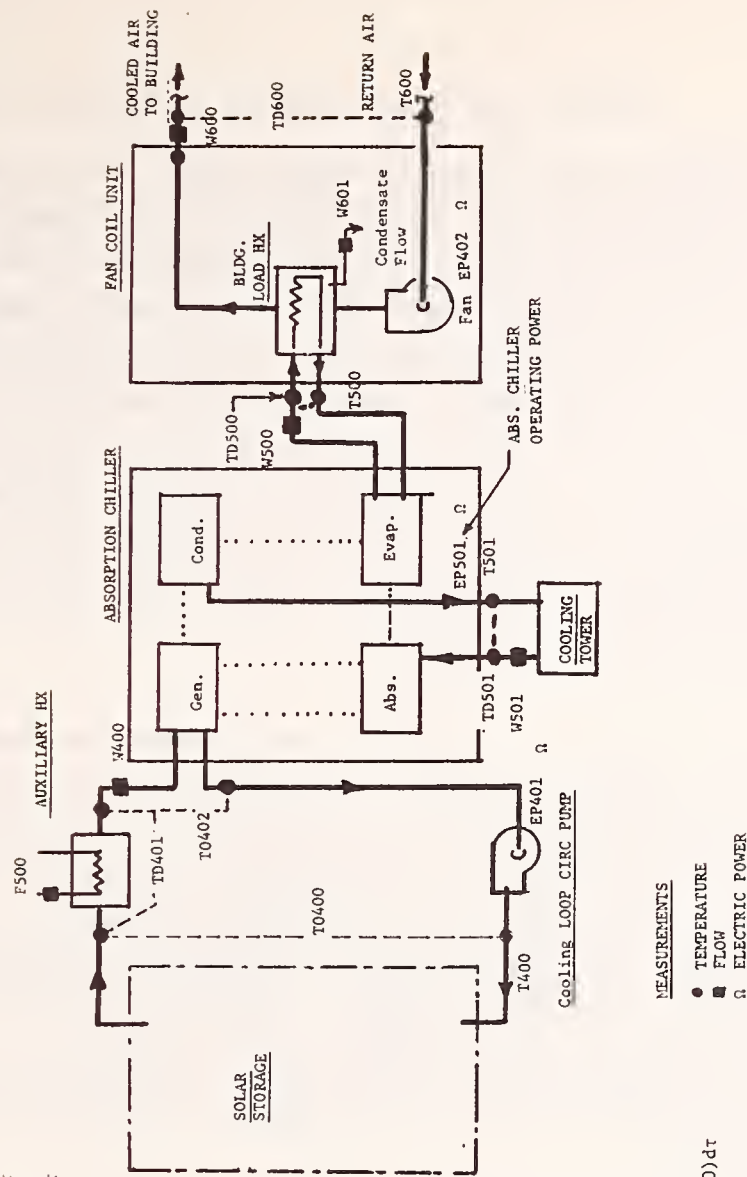 COOLED AIR
TO BUILDING
W600
TD600
RETURN AIR
T600
FAN COIL UNIT
BLDG.
LOAD HX
W601
Condensate
Flow
Fan
EP402
Ω
TD500
W500
T500
ABS. CHILLER
OPERATING POWER
ABSORPTION CHILLER
Cond.
Evap.
Gen.
Abs.
EP501
Ω
T501
TD501
W501
COOLING
TOWER
Ω
AUXILIARY HX
F500
W400
TD401
T0402
T0400
EP401
T400
Cooling LOOP CIRC PUMP
SOLAR
STORAGE
MEASUREMENTS
● TEMPERATURE
■ FLOW
Ω ELECTRIC POWER
0)dτ